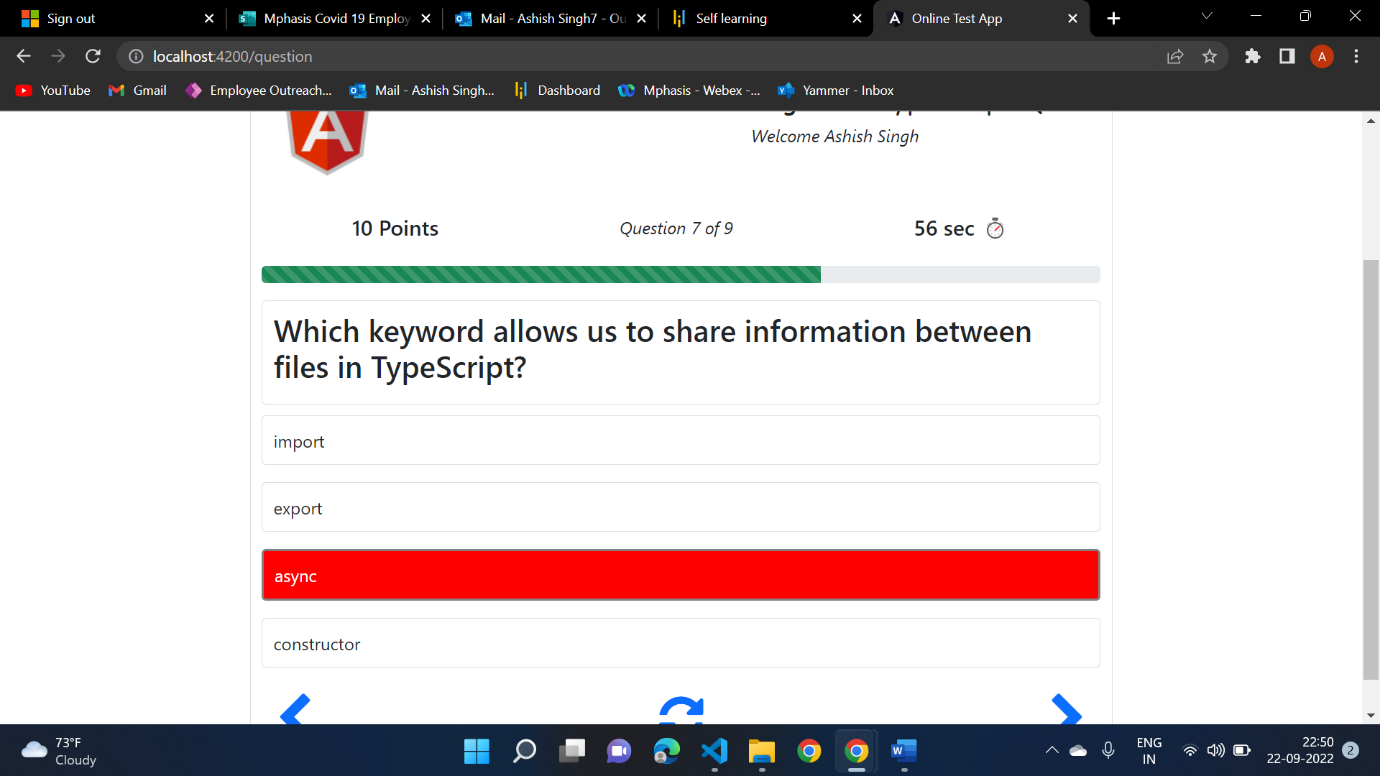 Sign out
Mphasis Covid 19 Employ
Mail - Ashish Singh7 - Ou
Self learning
Online Test App
localhost:4200/question
A
YouTube
Gmail
Employee Outreach...
Mail - Ashish Singh...
Dashboard
Mphasis - Webex -...
Yammer - Inbox
Welcome Ashish Singh
10 Points
Question 7 of 9
56 sec
Which keyword allows us to share information between
files in TypeScript?
import
export
async
constructor
73°F
Cloudy
ENG
IN
22:50
22-09-2022
2